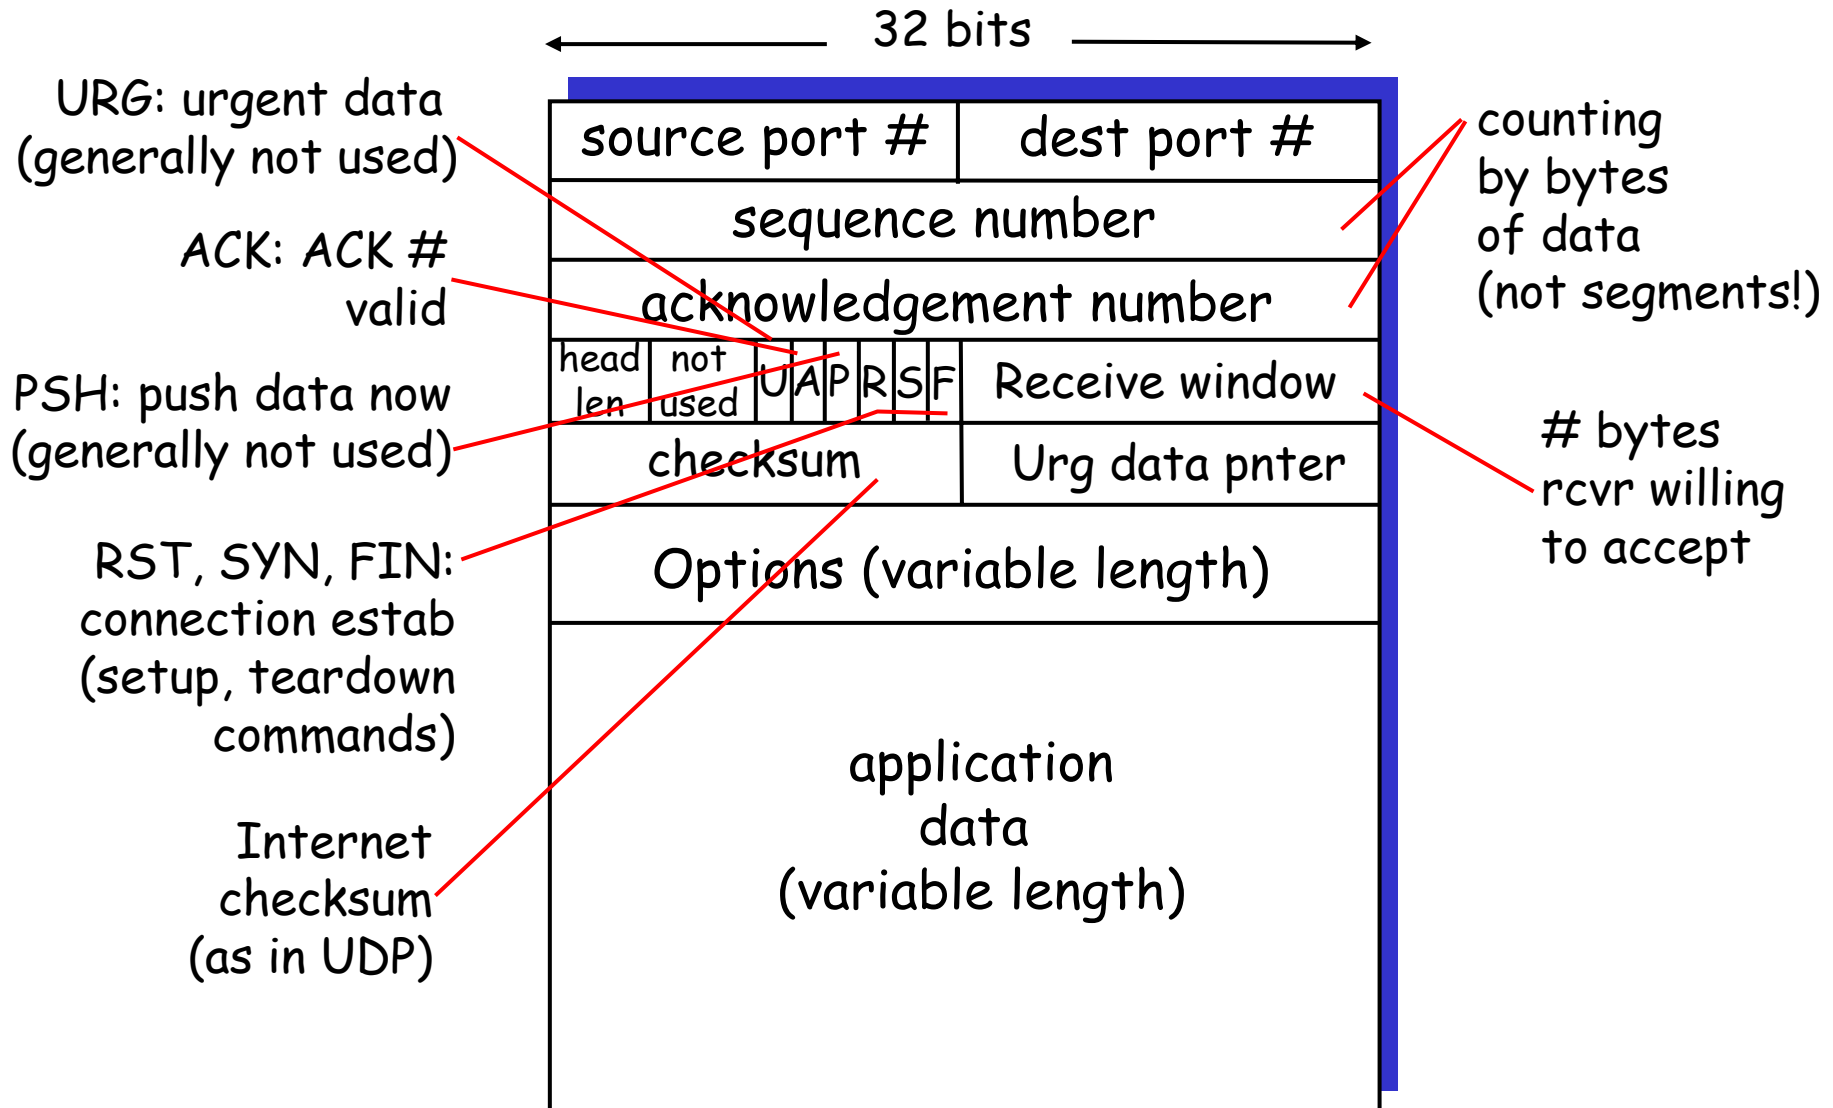 32 bits
URG: urgent data
(generally not used)
ACK: ACK #
valid
PSH: push data now
(generally not used)
RST, SYN, FIN:
connection estab
(setup, teardown
commands)
Internet
checksum
(as in UDP)
source port # dest port #
sequence number
acknowledgement number
head
len
not
used
U A P R S F
Receive window
checksum Urg data pnter
Options (variable length)
application
data
(variable length)
counting
by bytes
of data
(not segments!)
# bytes
rcvr willing
to accept